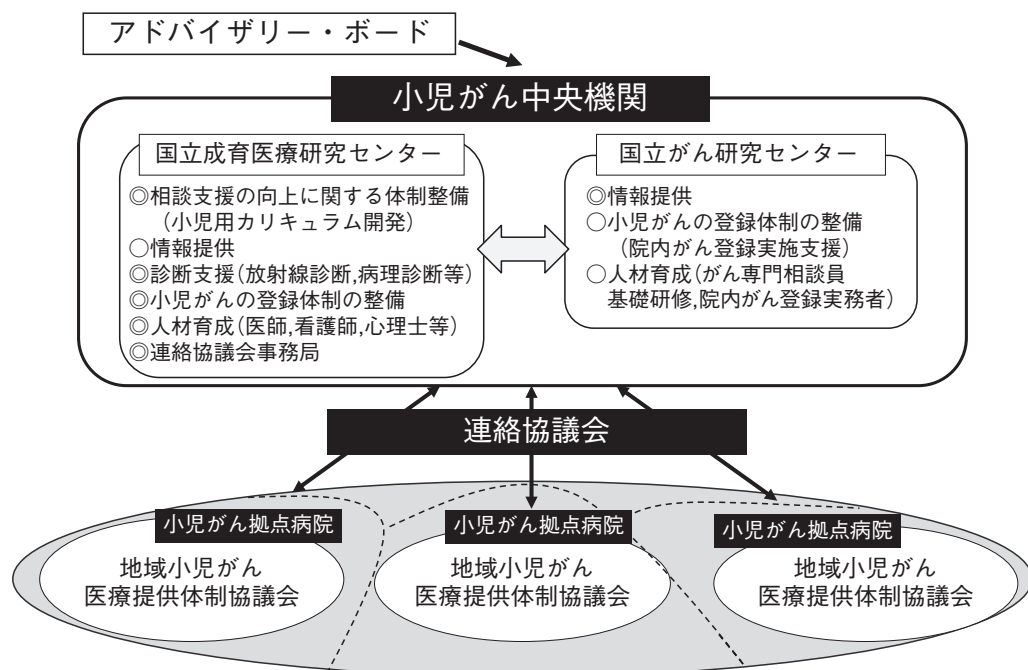 アドバイザリー・ボード
小児がん中央機関
国立成育医療研究センター
◎相談支援の向上に関する体制整備
（小児用カリキュラム開発）
○情報提供
◎診断支援（放射線診断,病理診断等）
◎小児がんの登録体制の整備
◎人材育成（医師,看護師,心理士等）
◎連絡協議会事務局
国立がん研究センター
◎情報提供
○小児がんの登録体制の整備
（院内がん登録実施支援）
○人材育成（がん専門相談員
基礎研修,院内がん登録実務者）
連絡協議会
小児がん拠点病院
地域小児がん
医療提供体制協議会
小児がん拠点病院
地域小児がん
医療提供体制協議会
小児がん拠点病院
地域小児がん
医療提供体制協議会